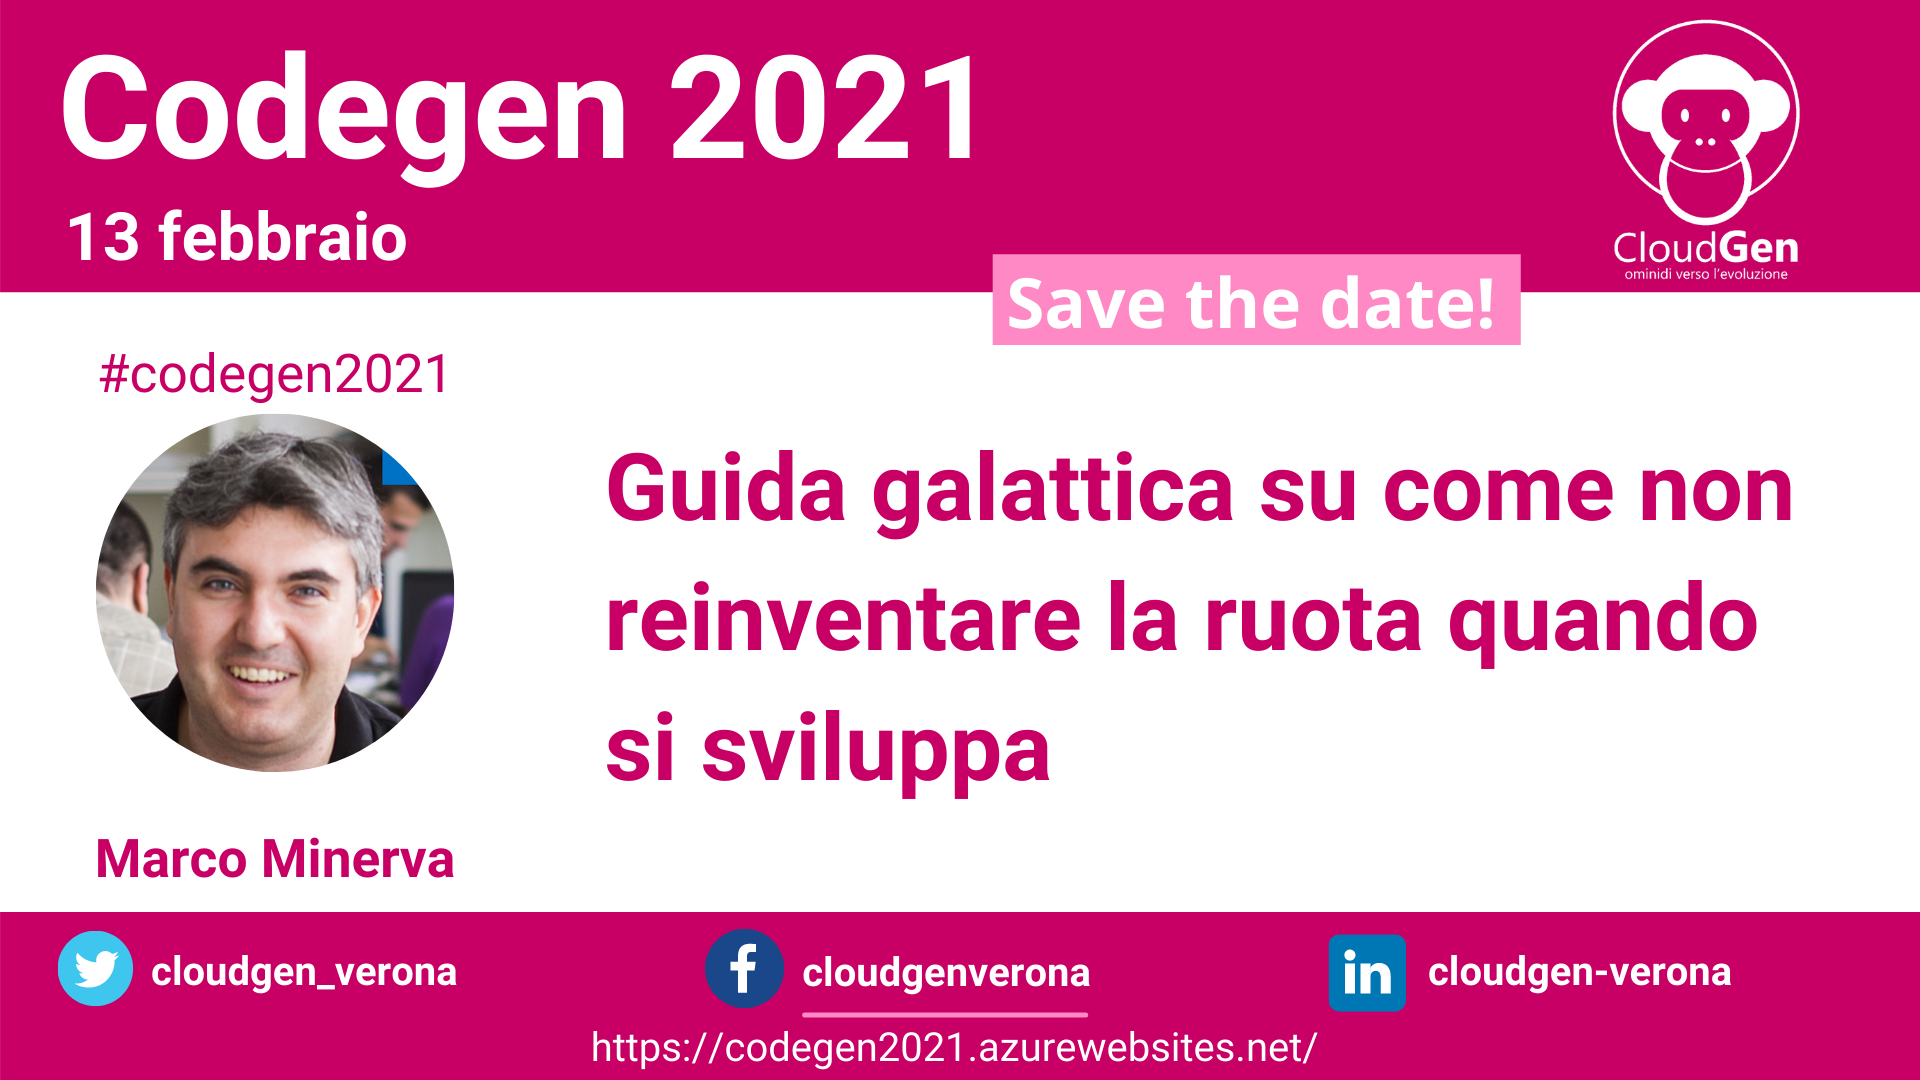 Codegen 2021
13 febbraio
CloudGen
ominidi verso l'evoluzione
Save the date!
#codegen2021
Guida galattica su come non
reinventare la ruota quando
si sviluppa
Marco Minerva
cloudgen_verona
cloudgenverona
in cloudgen-verona
https://codegen2021.azurewebsites.net/